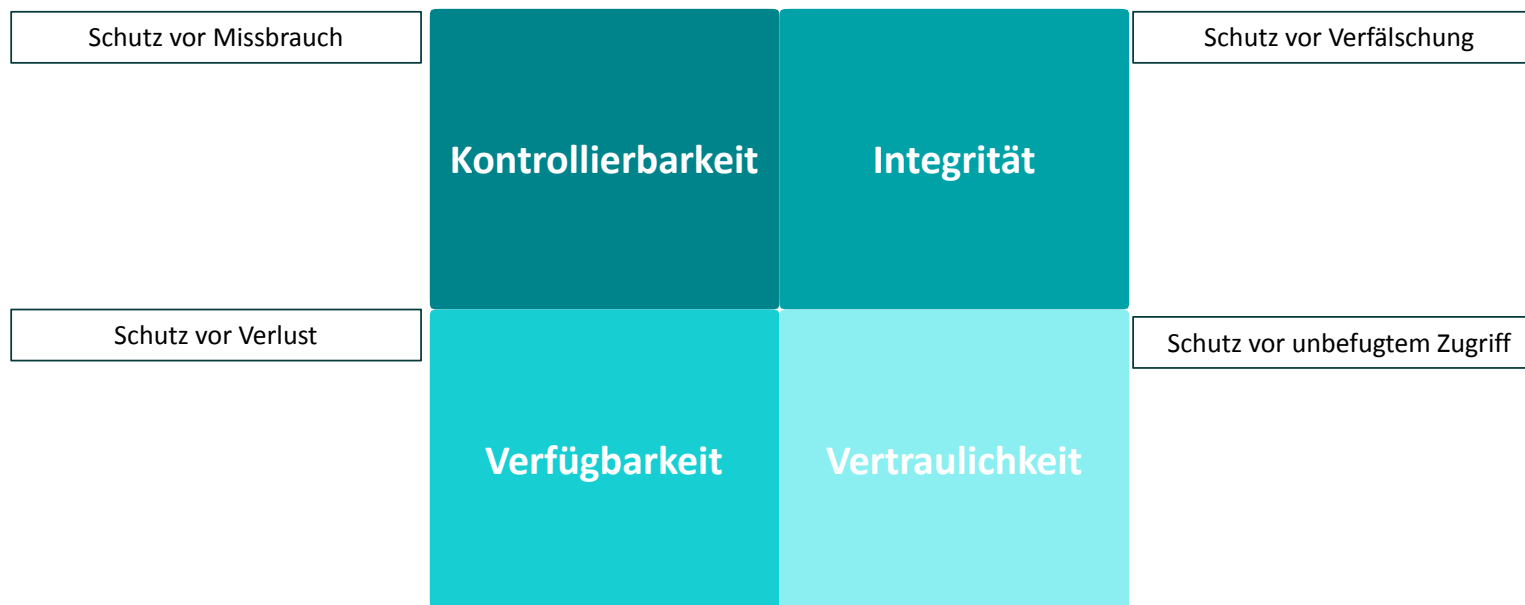 Schutz vor Missbrauch
Kontrollierbarkeit
Integrität
Schutz vor Verfälschung
Schutz vor Verlust
Verfügbarkeit
Vertraulichkeit
Schutz vor unbefugtem Zugriff